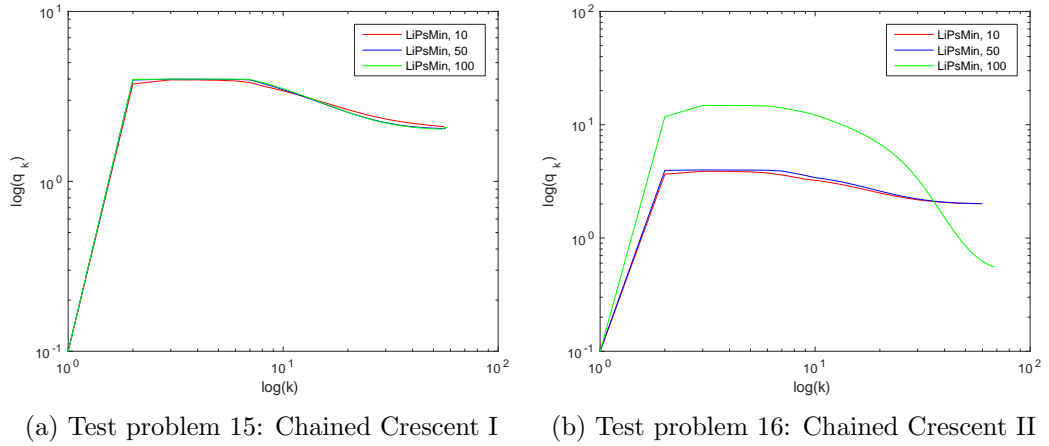 10^1
10^0
10^-1
log(q_k)
10^0
10^1
10^2
log(k)
LiPsMin, 10
LiPsMin, 50
LiPsMin, 100
(a) Test problem 15: Chained Crescent I
10^2
10^1
10^0
10^-1
log(q_k)
10^0
10^1
10^2
log(k)
LiPsMin, 10
LiPsMin, 50
LiPsMin, 100
(b) Test problem 16: Chained Crescent II